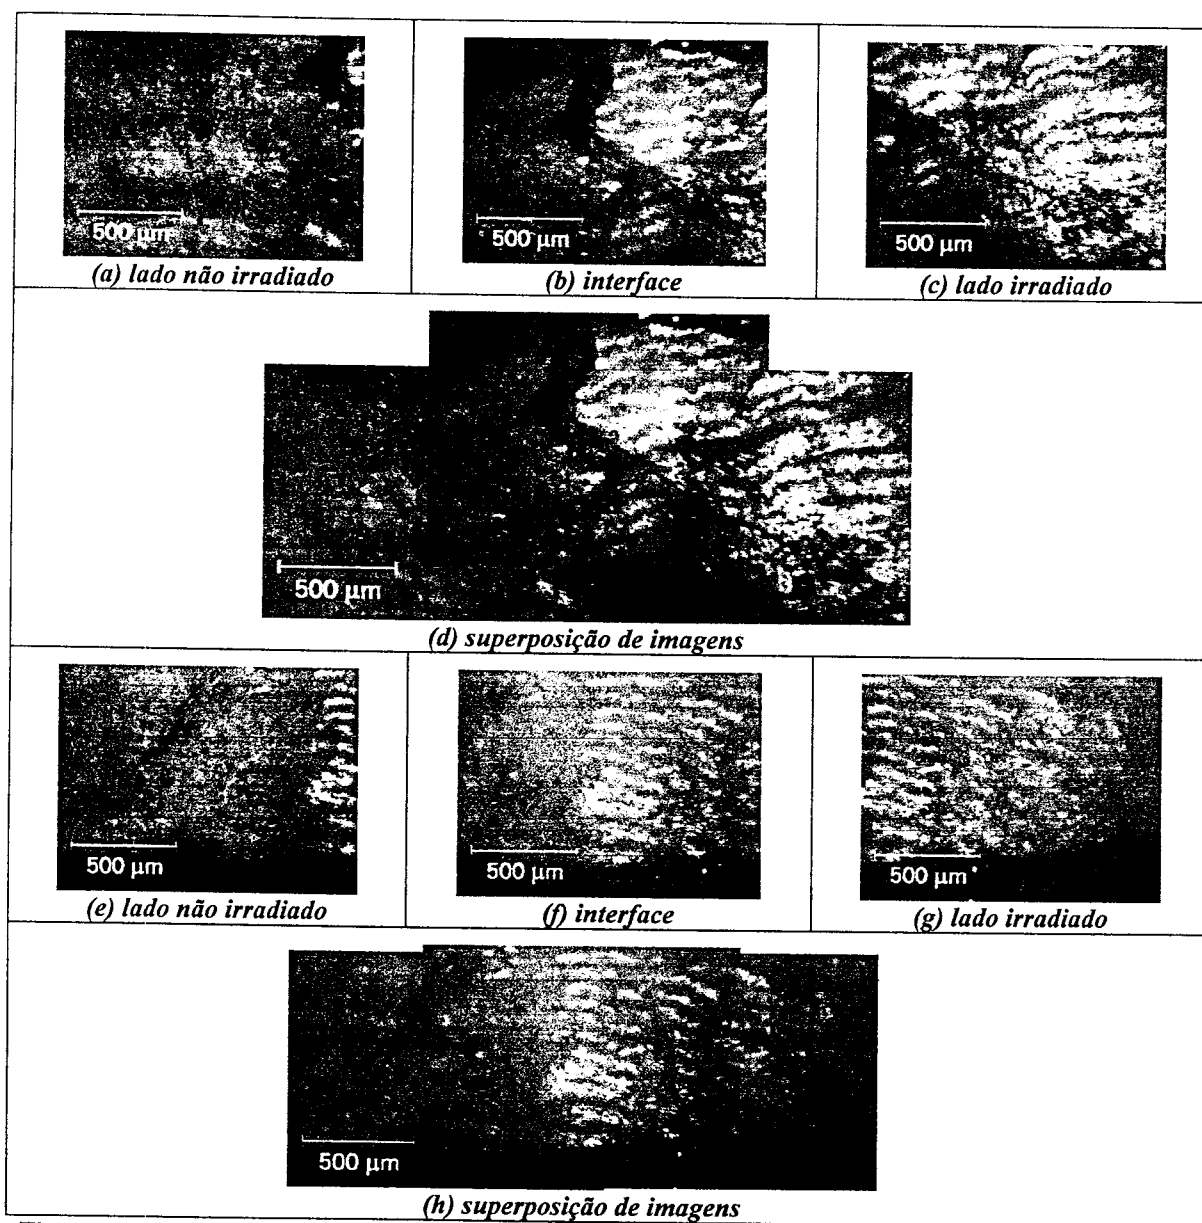 500 μm
500 μm
500 μm
(a) lado não irradiado
(b) interface
(c) lado irradiado
500 μm
(d) superposição de imagens
500 μm
500 μm
500 μm
(e) lado não irradiado
(f) interface
(g) lado irradiado
500 μm
(h) superposição de imagens